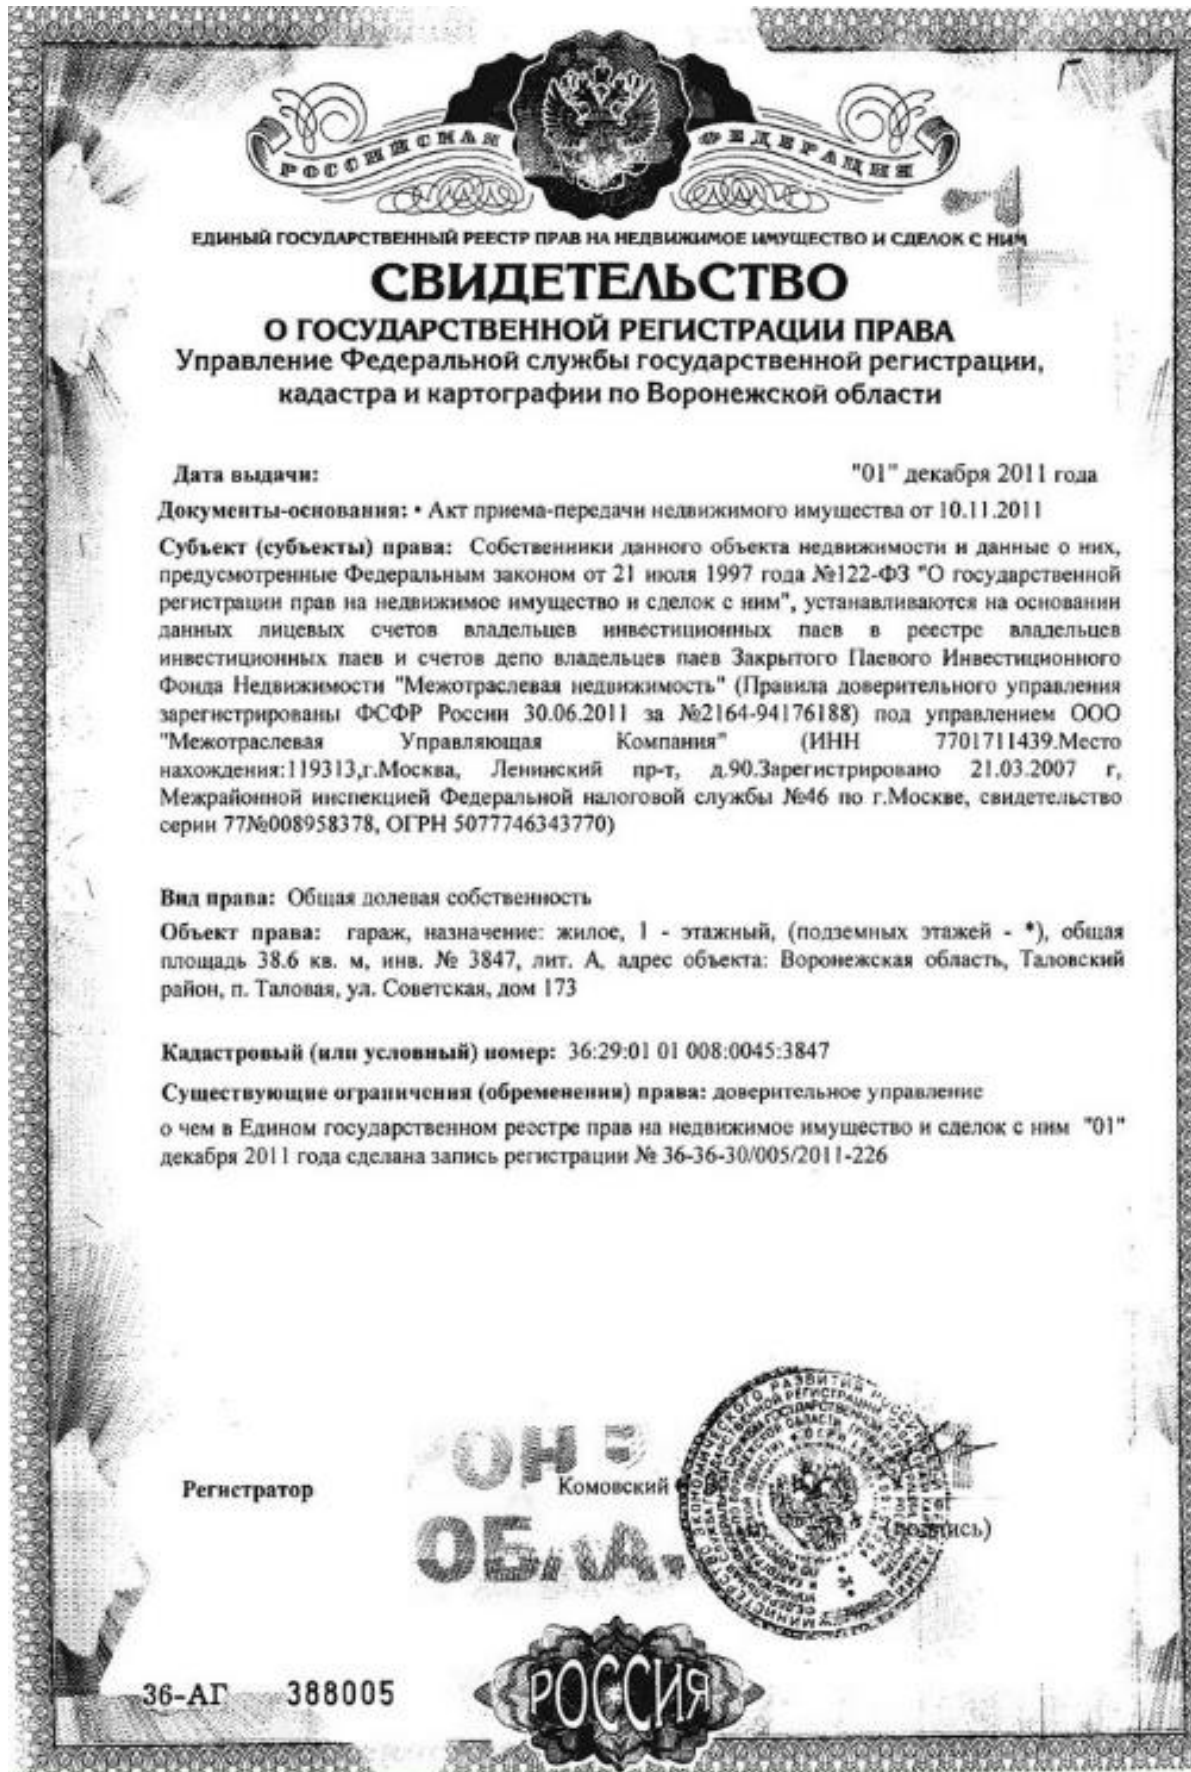 РОССИЙСКАЯ ФЕДЕРАЦИЯ
ЕДИНЫЙ ГОСУДАРСТВЕННЫЙ РЕЕСТР ПРАВ НА НЕДВИЖИМОЕ ИМУЩЕСТВО И СДЕЛОК С НИМ
СВИДЕТЕЛЬСТВО
О ГОСУДАРСТВЕННОЙ РЕГИСТРАЦИИ ПРАВА
Управление Федеральной службы государственной регистрации,
кадастра и картографии по Воронежской области
Дата выдачи: "01" декабря 2011 года
Документы-основания: • Акт приема-передачи недвижимого имущества от 10.11.2011
Субъект (субъекты) права: Собственники данного объекта недвижимости и данные о них,
предусмотренные Федеральным законом от 21 июля 1997 года №122-ФЗ "О государственной
регистрации прав на недвижимое имущество и сделок с ним", устанавливаются на основании
данных лицевых счетов владельцев инвестиционных паев в реестре владельцев
инвестиционных паев и счетов депо владельцев паев Закрытого Паевого Инвестиционного
Фонда Недвижимости "Межотраслевая недвижимость" (Правила доверительного управления
зарегистрированы ФСФР России 30.06.2011 за №2164-94176188) под управлением ООО
"Межотраслевая Управляющая Компания" (ИНН 7701711439.Место
нахождения:119313,г.Москва, Ленинский пр-т, д.90.Зарегистрировано 21.03.2007 г,
Межрайонной инспекцией Федеральной налоговой службы №46 по г.Москве, свидетельство
серии 77№008958378, ОГРН 5077746343770)
Вид права: Общая долевая собственность
Объект права: гараж, назначение: жилое, 1 - этажный, (подземных этажей - *), общая
площадь 38.6 кв. м, инв. № 3847, лит. А, адрес объекта: Воронежская область, Таловский
район, п. Таловая, ул. Советская, дом 173
Кадастровый (или условный) номер: 36:29:01 01 008:0045:3847
Существующие ограничения (обременения) права: доверительное управление
о чем в Едином государственном реестре прав на недвижимое имущество и сделок с ним "01"
декабря 2011 года сделана запись регистрации № 36-36-30/005/2011-226
Регистратор Комовский
(подпись)
36-АГ 388005
РОССИЯ